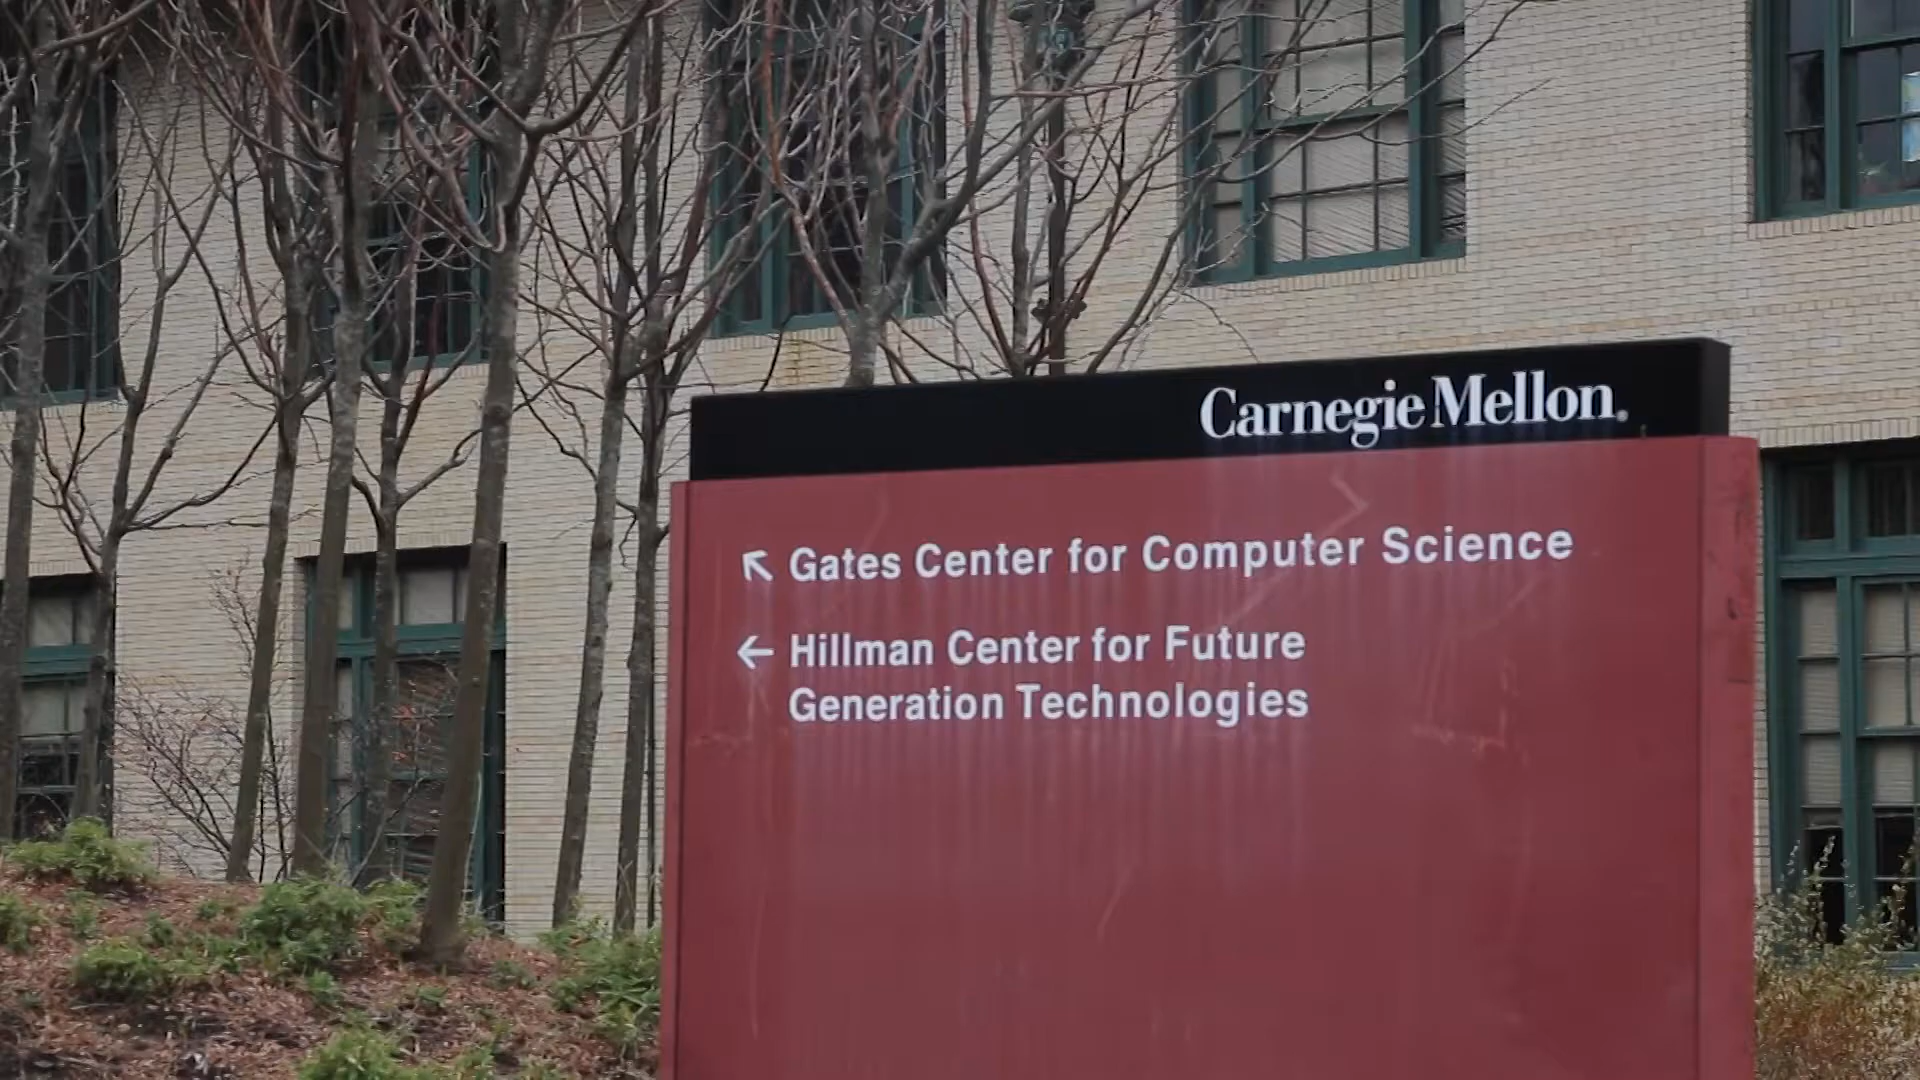 Carnegie Mellon.
↖ Gates Center for Computer Science
← Hillman Center for Future
Generation Technologies